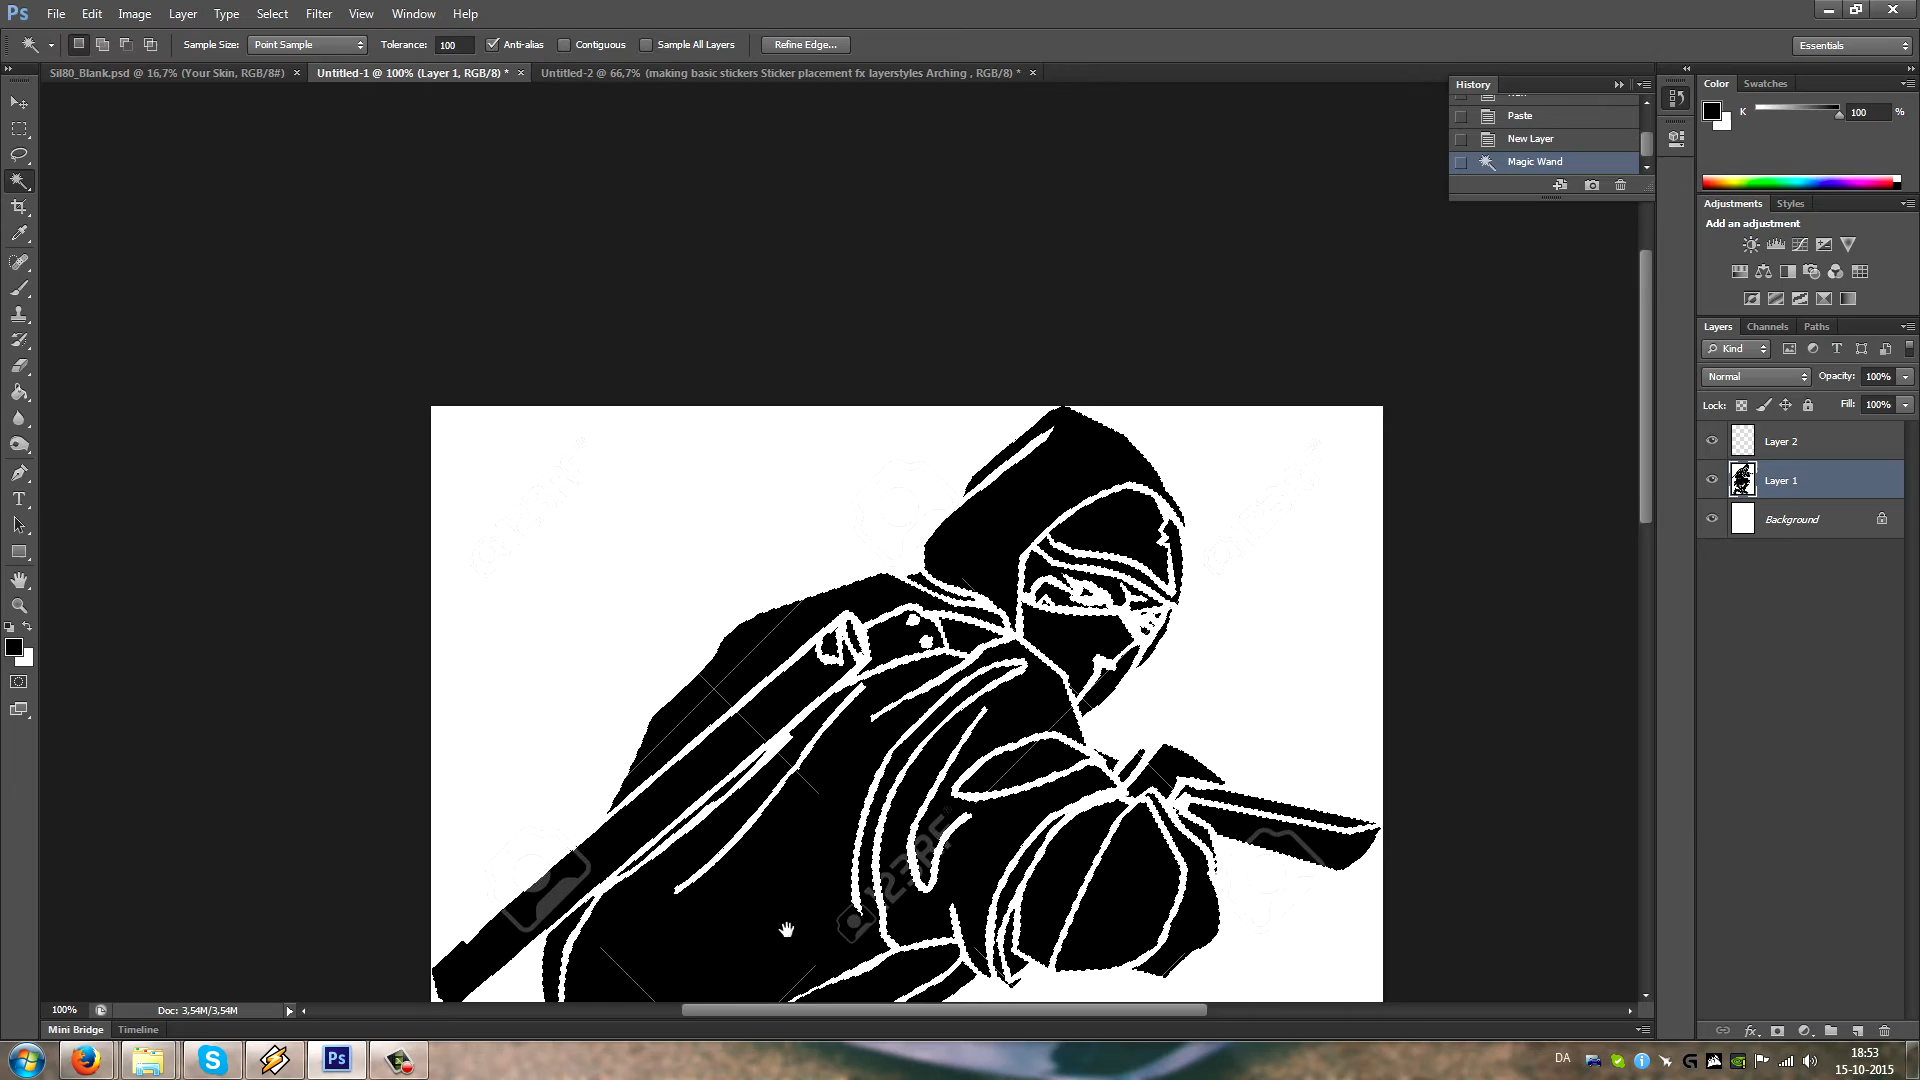 Ps File Edit Image Layer Type Select Filter View Window Help
Sample Size: Point Sample Tolerance: 100 Anti-alias Contiguous Sample All Layers Refine Edge... Essentials
Sil80_Blank.psd @ 16,7% (Your Skin, RGB/8#) × Untitled-1 @ 100% (Layer 1, RGB/8) * × Untitled-2 @ 66,7% (making basic stickers Sticker placement fx layerstyles Arching , RGB/8) * ×
History
Paste
New Layer
Magic Wand
Color Swatches
K 100 %
Adjustments Styles
Add an adjustment
Layers Channels Paths
Kind
Normal Opacity: 100%
Lock: Fill: 100%
Layer 2
Layer 1
Background
123RF
100% Doc: 3,54M/3,54M
Mini Bridge Timeline
Ps
DA
18:53
15-10-2015